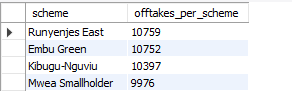 scheme offtakes_per_scheme
Runyenjes East 10759
Embu Green 10752
Kibugu-Nguviu 10397
Mwea Smallholder 9976